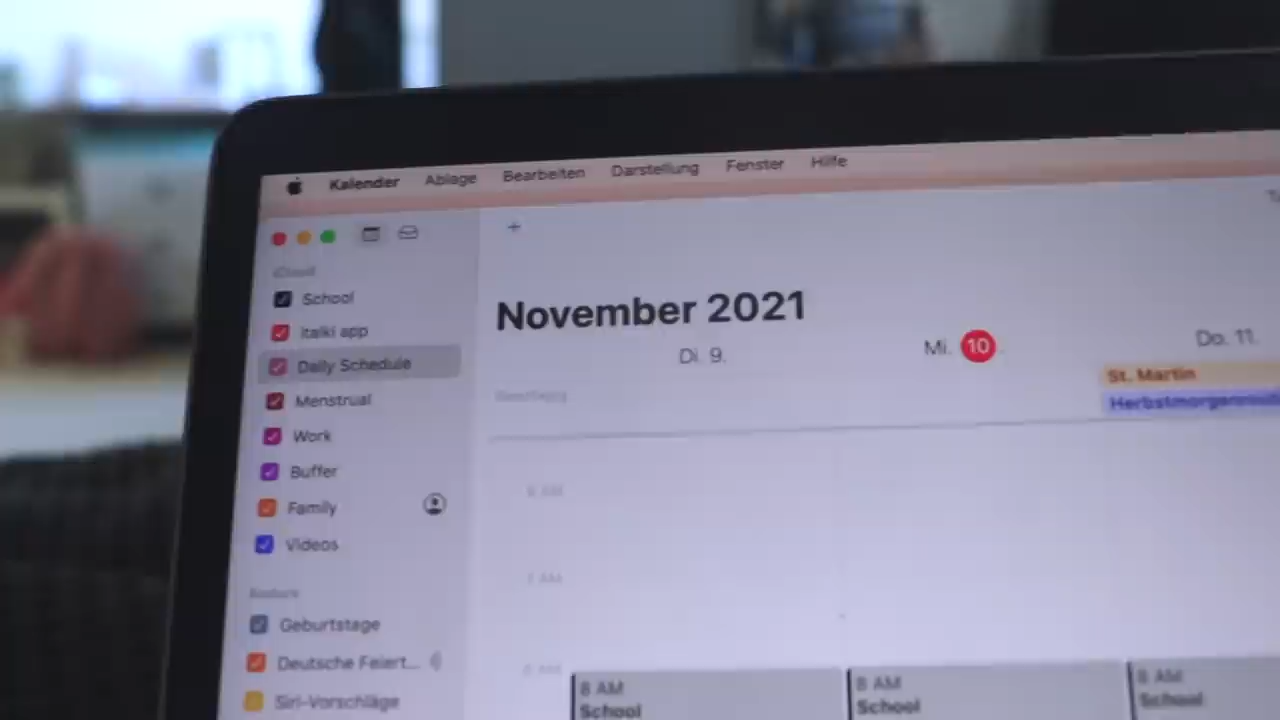 Kalender Ablage Bearbeiten Darstellung Fenster Hilfe
+
iCloud
School
Italki app
Daily Schedule
Menstrual
Work
Buffer
Family
Videos
Geburtstage
Deutsche Feiert...
Siri-Vorschläge
November 2021
Di. 9.
Mi. 10
Do. 11.
St. Martin
8 AM
School
8 AM
School
8 AM
School